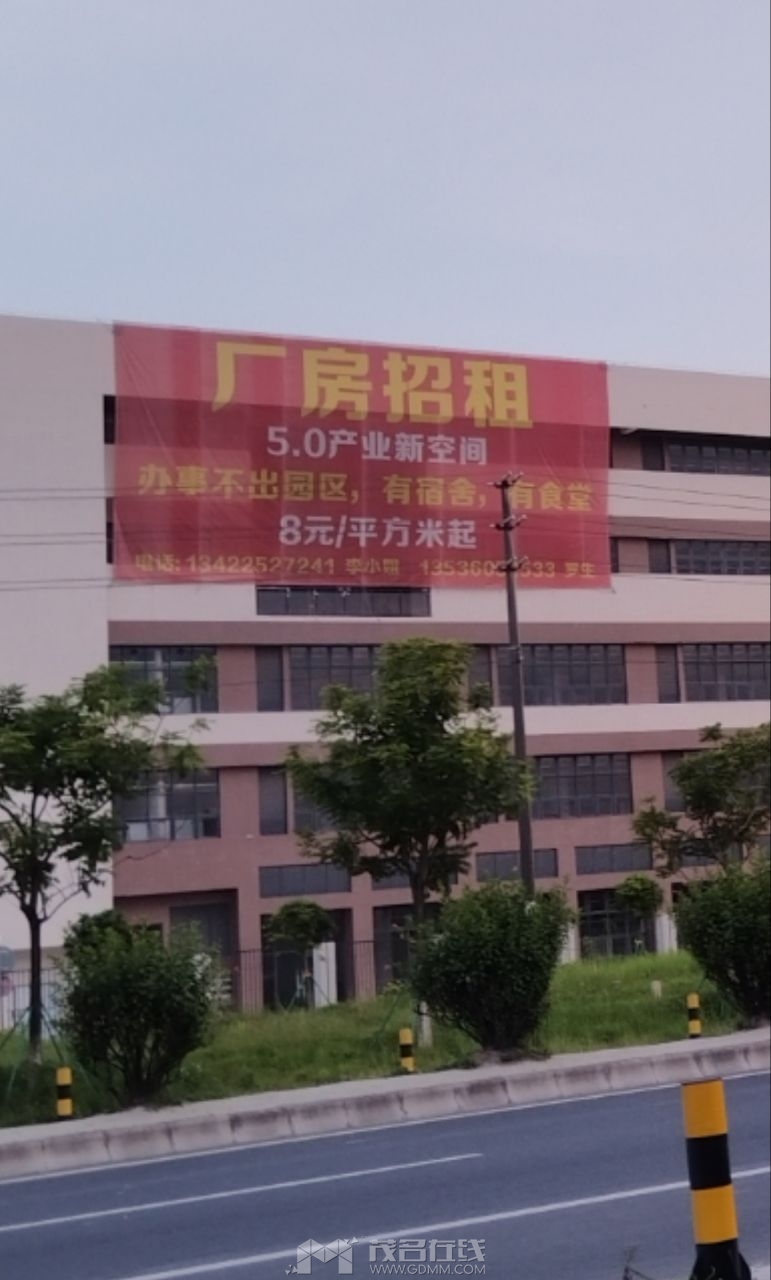 厂房招租
5.0产业新空间
办事不出园区，有宿舍，有食堂
8元/平方米起
电话: 13422527241 李小姐 罗生
茂名在线
WWW.GDMM.COM